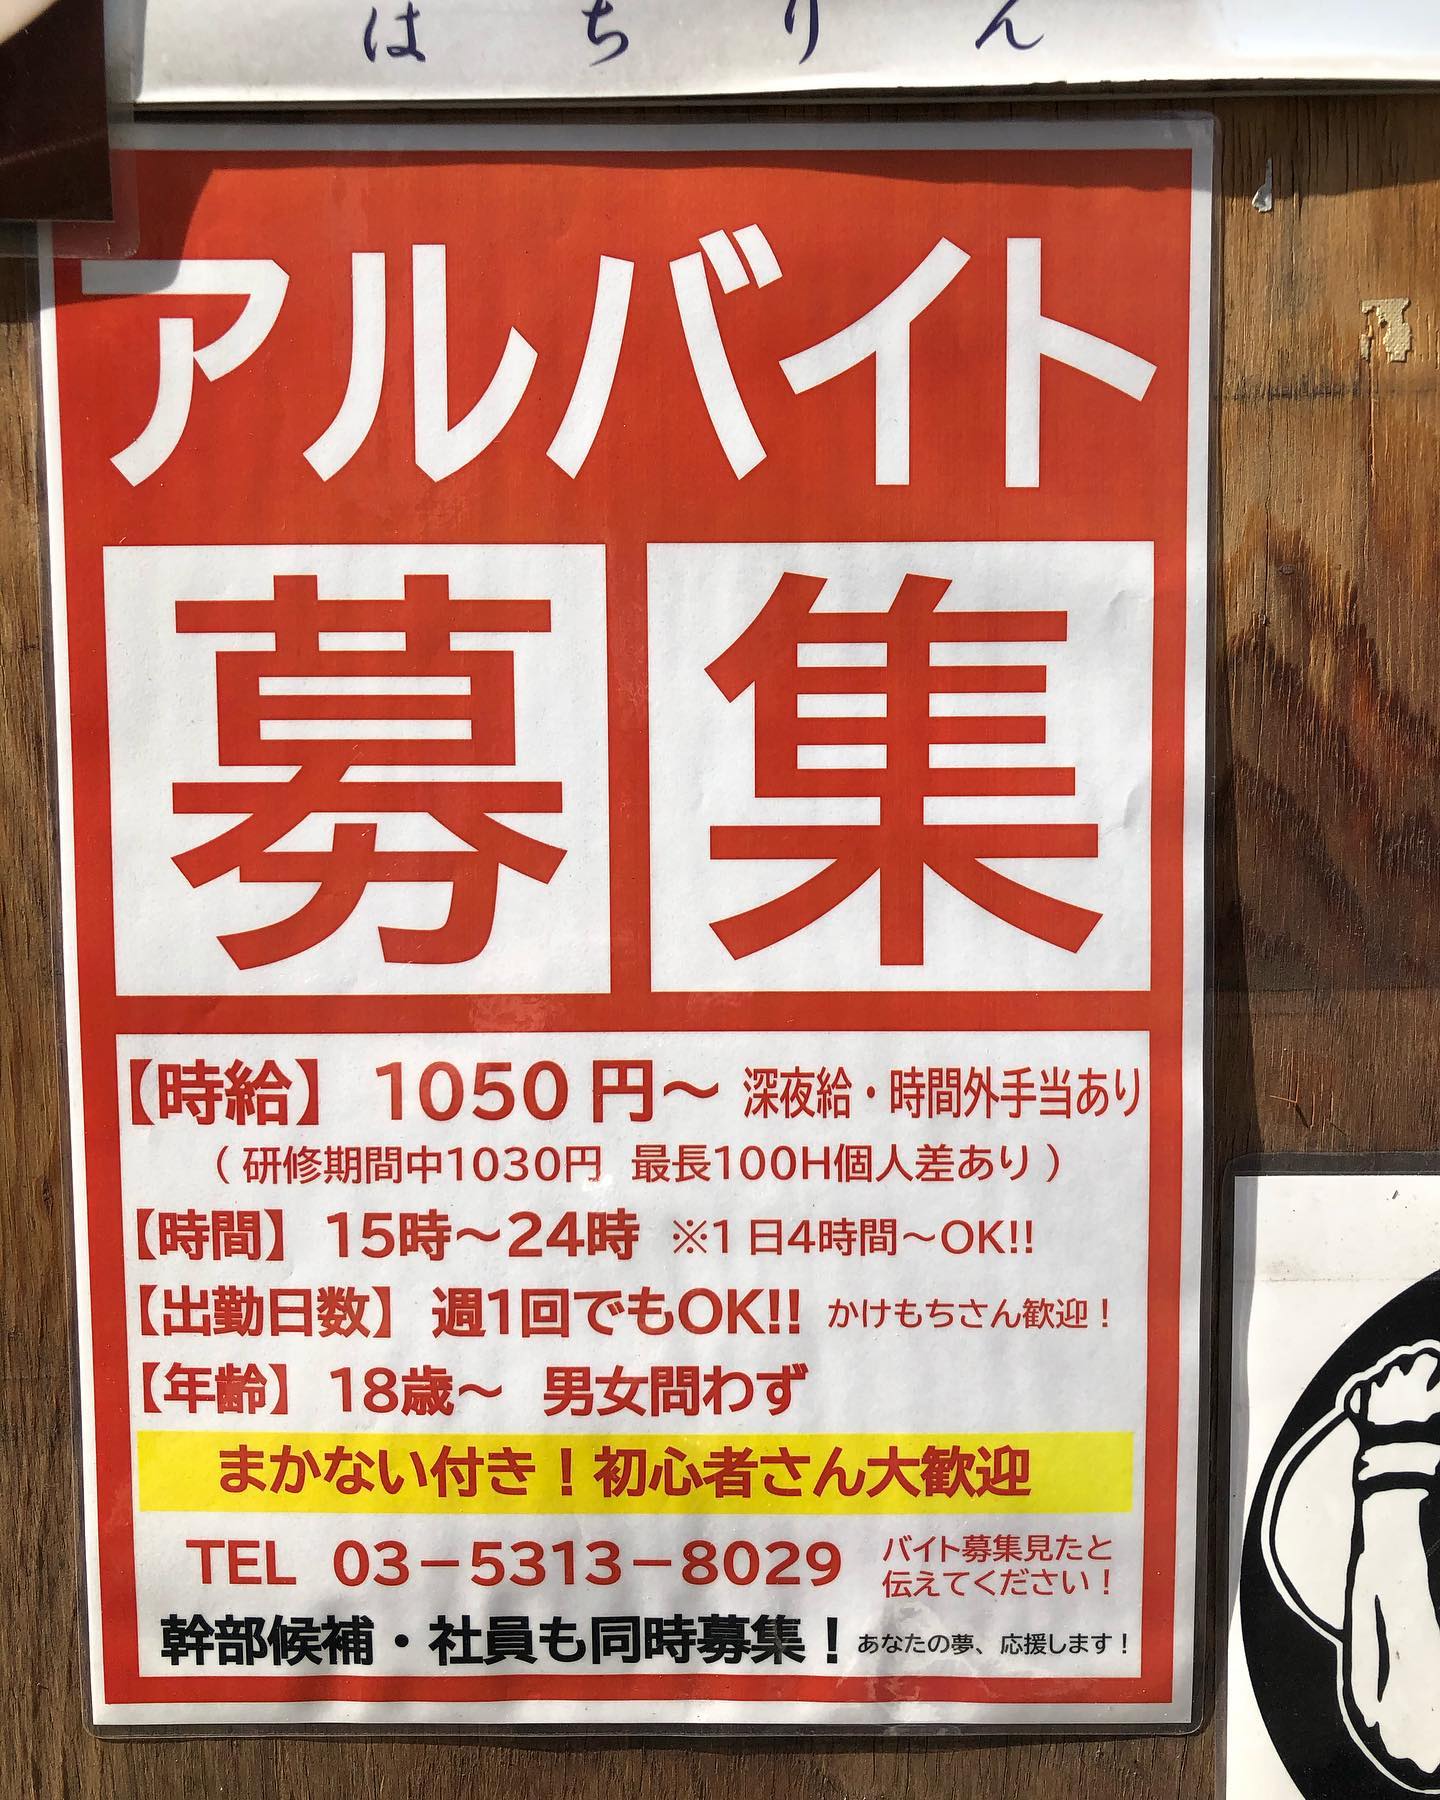 はちりん
アルバイト
募集
【時給】 1050円～ 深夜給・時間外手当あり
（ 研修期間中1030円 最長100H個人差あり ）
【時間】 15時～24時 ※1日4時間～OK!!
【出勤日数】 週1回でもOK!! かけもちさん歓迎！
【年齢】 18歳～ 男女問わず
まかない付き！初心者さん大歓迎
TEL 03－5313－8029 バイト募集見たと
伝えてください！
幹部候補・社員も同時募集！ あなたの夢、応援します！